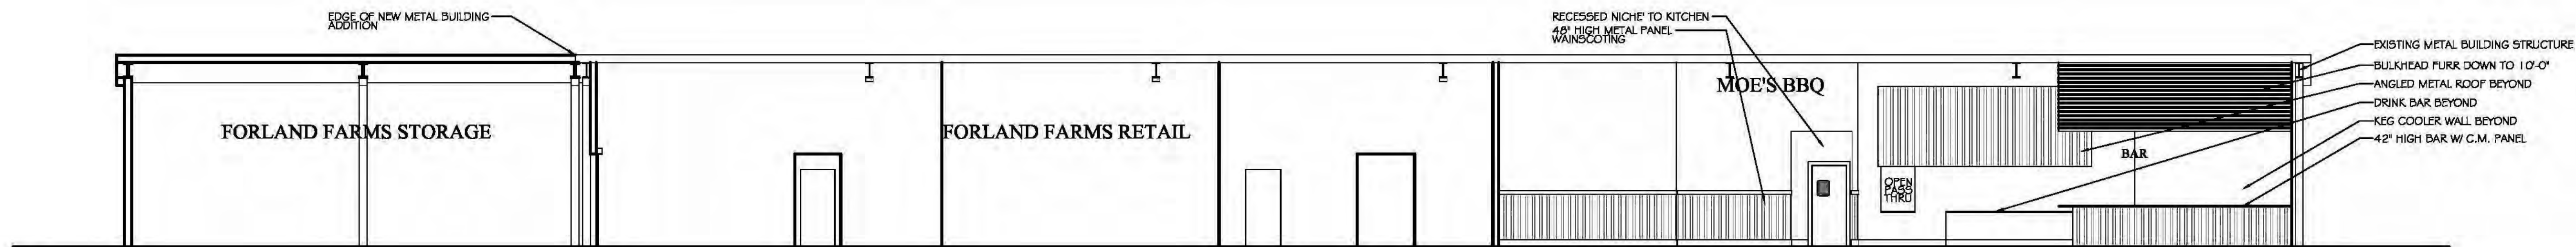 EDGE OF NEW METAL BUILDING
ADDITION
RECESSED NICHE' TO KITCHEN
48" HIGH METAL PANEL
WAINSCOTING
EXISTING METAL BUILDING STRUCTURE
BULKHEAD FURR DOWN TO 10'-0"
ANGLED METAL ROOF BEYOND
DRINK BAR BEYOND
KEG COOLER WALL BEYOND
42" HIGH BAR W/ C.M. PANEL
MOE'S BBQ
FORLAND FARMS STORAGE
FORLAND FARMS RETAIL
BAR
OPEN
PASS
THRU